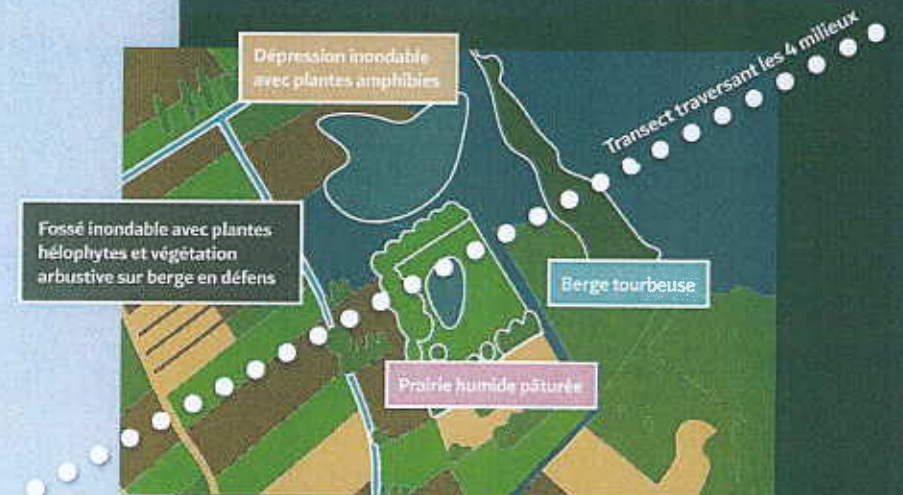 Dépression inondable
avec plantes amphibies
Transect traversant les 4 milieux
Fossé inondable avec plantes
hélophytes et végétation
arbustive sur berge en défens
Berge tourbeuse
Prairie humide pâturée